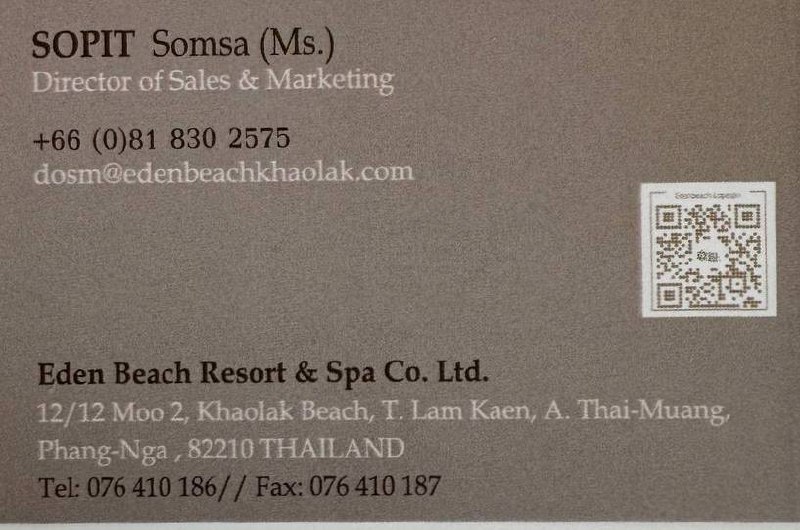 SOPIT Somsa (Ms.)
Director of Sales & Marketing
+66 (0)81 830 2575
dosm@edenbeachkhaolak.com
Eden Beach Resort & Spa Co. Ltd.
12/12 Moo 2, Khaolak Beach, T. Lam Kaen, A. Thai-Muang,
Phang-Nga , 82210 THAILAND
Tel: 076 410 186// Fax: 076 410 187